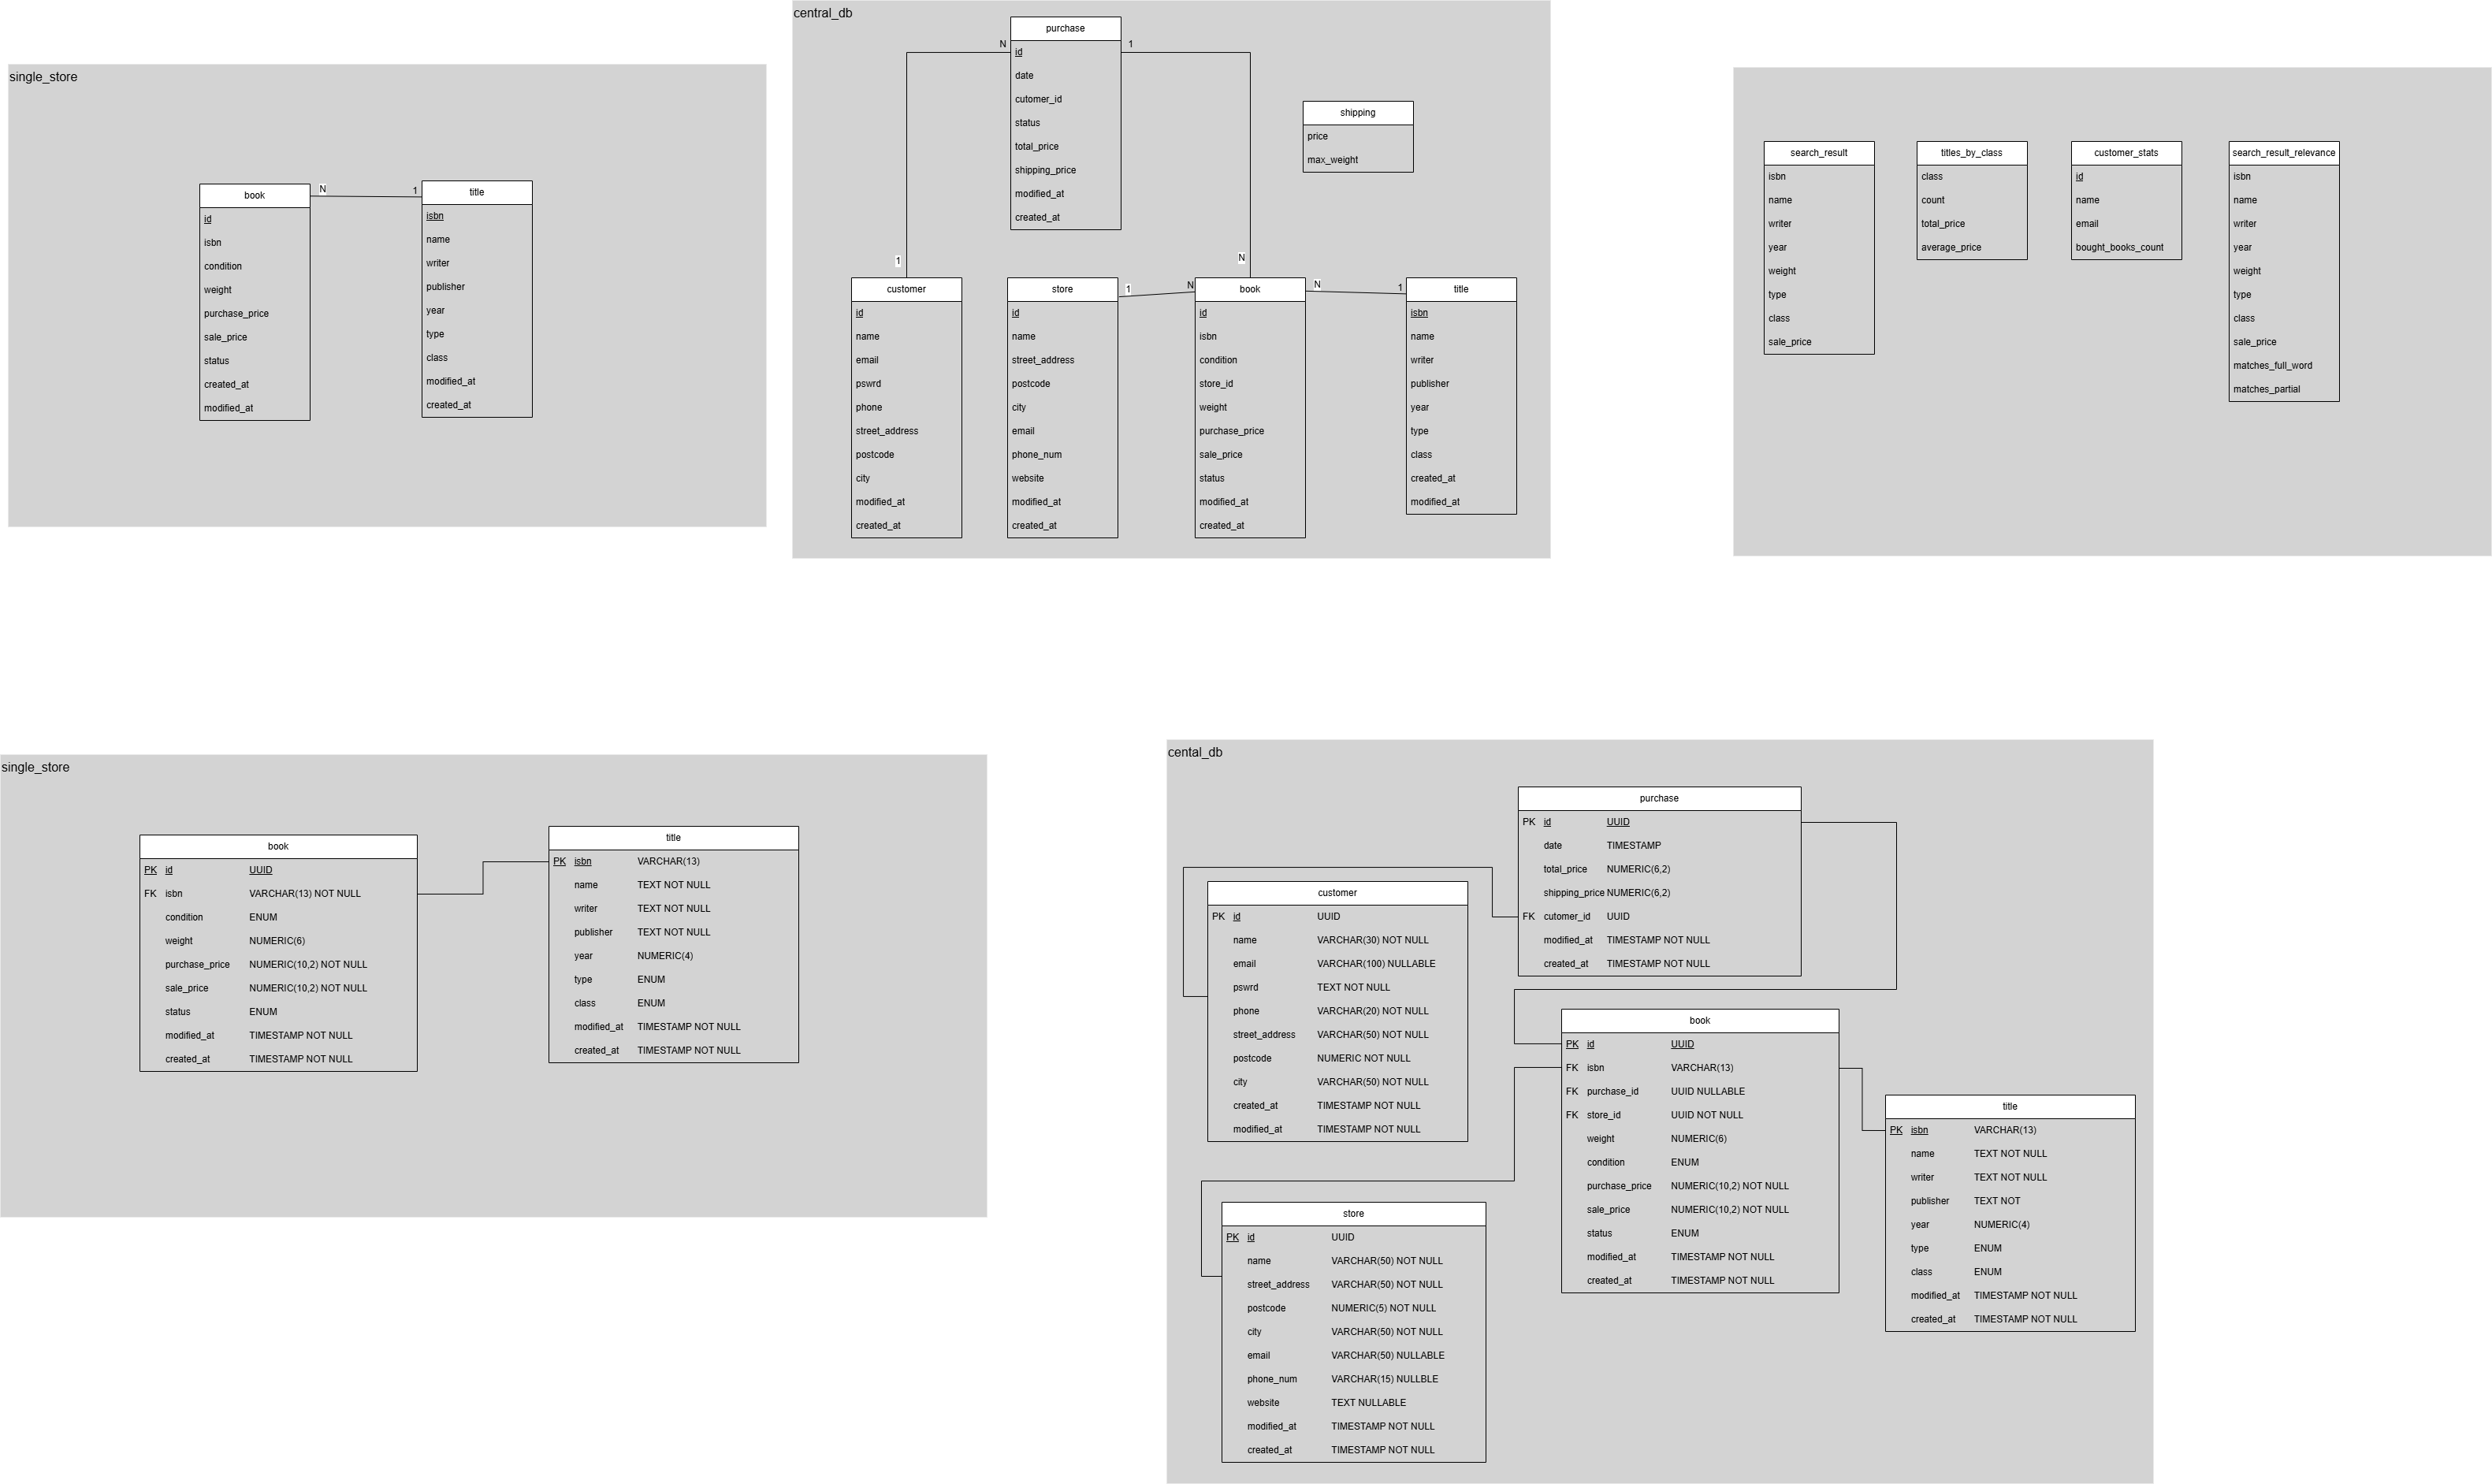 single_store
book
id
isbn
condition
weight
purchase_price
sale_price
status
created_at
modified_at
N
1
title
isbn
name
writer
publisher
year
type
class
modified_at
created_at
central_db
purchase
id
date
cutomer_id
status
total_price
shipping_price
modified_at
created_at
N
1
1
N
shipping
price
max_weight
customer
id
name
email
pswrd
phone
street_address
postcode
city
modified_at
created_at
store
id
name
street_address
postcode
city
email
phone_num
website
modified_at
created_at
1
N
book
id
isbn
condition
store_id
weight
purchase_price
sale_price
status
modified_at
created_at
N
1
title
isbn
name
writer
publisher
year
type
class
created_at
modified_at
search_result
isbn
name
writer
year
weight
type
class
sale_price
titles_by_class
class
count
total_price
average_price
customer_stats
id
name
email
bought_books_count
search_result_relevance
isbn
name
writer
year
weight
type
class
sale_price
matches_full_word
matches_partial
single_store
book
PK id UUID
FK isbn VARCHAR(13) NOT NULL
condition ENUM
weight NUMERIC(6)
purchase_price NUMERIC(10,2) NOT NULL
sale_price NUMERIC(10,2) NOT NULL
status ENUM
modified_at TIMESTAMP NOT NULL
created_at TIMESTAMP NOT NULL
title
PK isbn VARCHAR(13)
name TEXT NOT NULL
writer TEXT NOT NULL
publisher TEXT NOT NULL
year NUMERIC(4)
type ENUM
class ENUM
modified_at TIMESTAMP NOT NULL
created_at TIMESTAMP NOT NULL
cental_db
purchase
PK id UUID
date TIMESTAMP
total_price NUMERIC(6,2)
shipping_price NUMERIC(6,2)
FK cutomer_id UUID
modified_at TIMESTAMP NOT NULL
created_at TIMESTAMP NOT NULL
customer
PK id UUID
name VARCHAR(30) NOT NULL
email VARCHAR(100) NULLABLE
pswrd TEXT NOT NULL
phone VARCHAR(20) NOT NULL
street_address VARCHAR(50) NOT NULL
postcode NUMERIC NOT NULL
city VARCHAR(50) NOT NULL
created_at TIMESTAMP NOT NULL
modified_at TIMESTAMP NOT NULL
book
PK id UUID
FK isbn VARCHAR(13)
FK purchase_id UUID NULLABLE
FK store_id UUID NOT NULL
weight NUMERIC(6)
condition ENUM
purchase_price NUMERIC(10,2) NOT NULL
sale_price NUMERIC(10,2) NOT NULL
status ENUM
modified_at TIMESTAMP NOT NULL
created_at TIMESTAMP NOT NULL
title
PK isbn VARCHAR(13)
name TEXT NOT NULL
writer TEXT NOT NULL
publisher TEXT NOT
year NUMERIC(4)
type ENUM
class ENUM
modified_at TIMESTAMP NOT NULL
created_at TIMESTAMP NOT NULL
store
PK id UUID
name VARCHAR(50) NOT NULL
street_address VARCHAR(50) NOT NULL
postcode NUMERIC(5) NOT NULL
city VARCHAR(50) NOT NULL
email VARCHAR(50) NULLABLE
phone_num VARCHAR(15) NULLBLE
website TEXT NULLABLE
modified_at TIMESTAMP NOT NULL
created_at TIMESTAMP NOT NULL